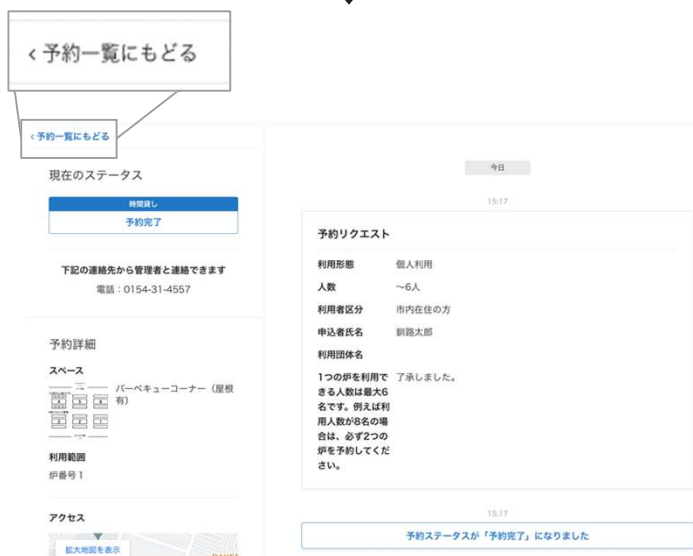 ‹ 予約一覧にもどる
‹ 予約一覧にもどる
現在のステータス
時間貸し
予約完了
下記の連絡先から管理者と連絡できます
電話：0154-31-4557
予約詳細
スペース
バーベキューコーナー（屋根
有）
利用範囲
炉番号 1
アクセス
拡大地図を表示
今日
15:17
予約リクエスト
利用形態 個人利用
人数 〜6人
利用者区分 市内在住の方
申込者氏名 釧路太郎
利用団体名
1つの炉を利用で 了承しました。
きる人数は最大6
名です。例えば利
用人数が8名の場
合は、必ず2つの
炉を予約してくだ
さい。
15:17
予約ステータスが「予約完了」になりました